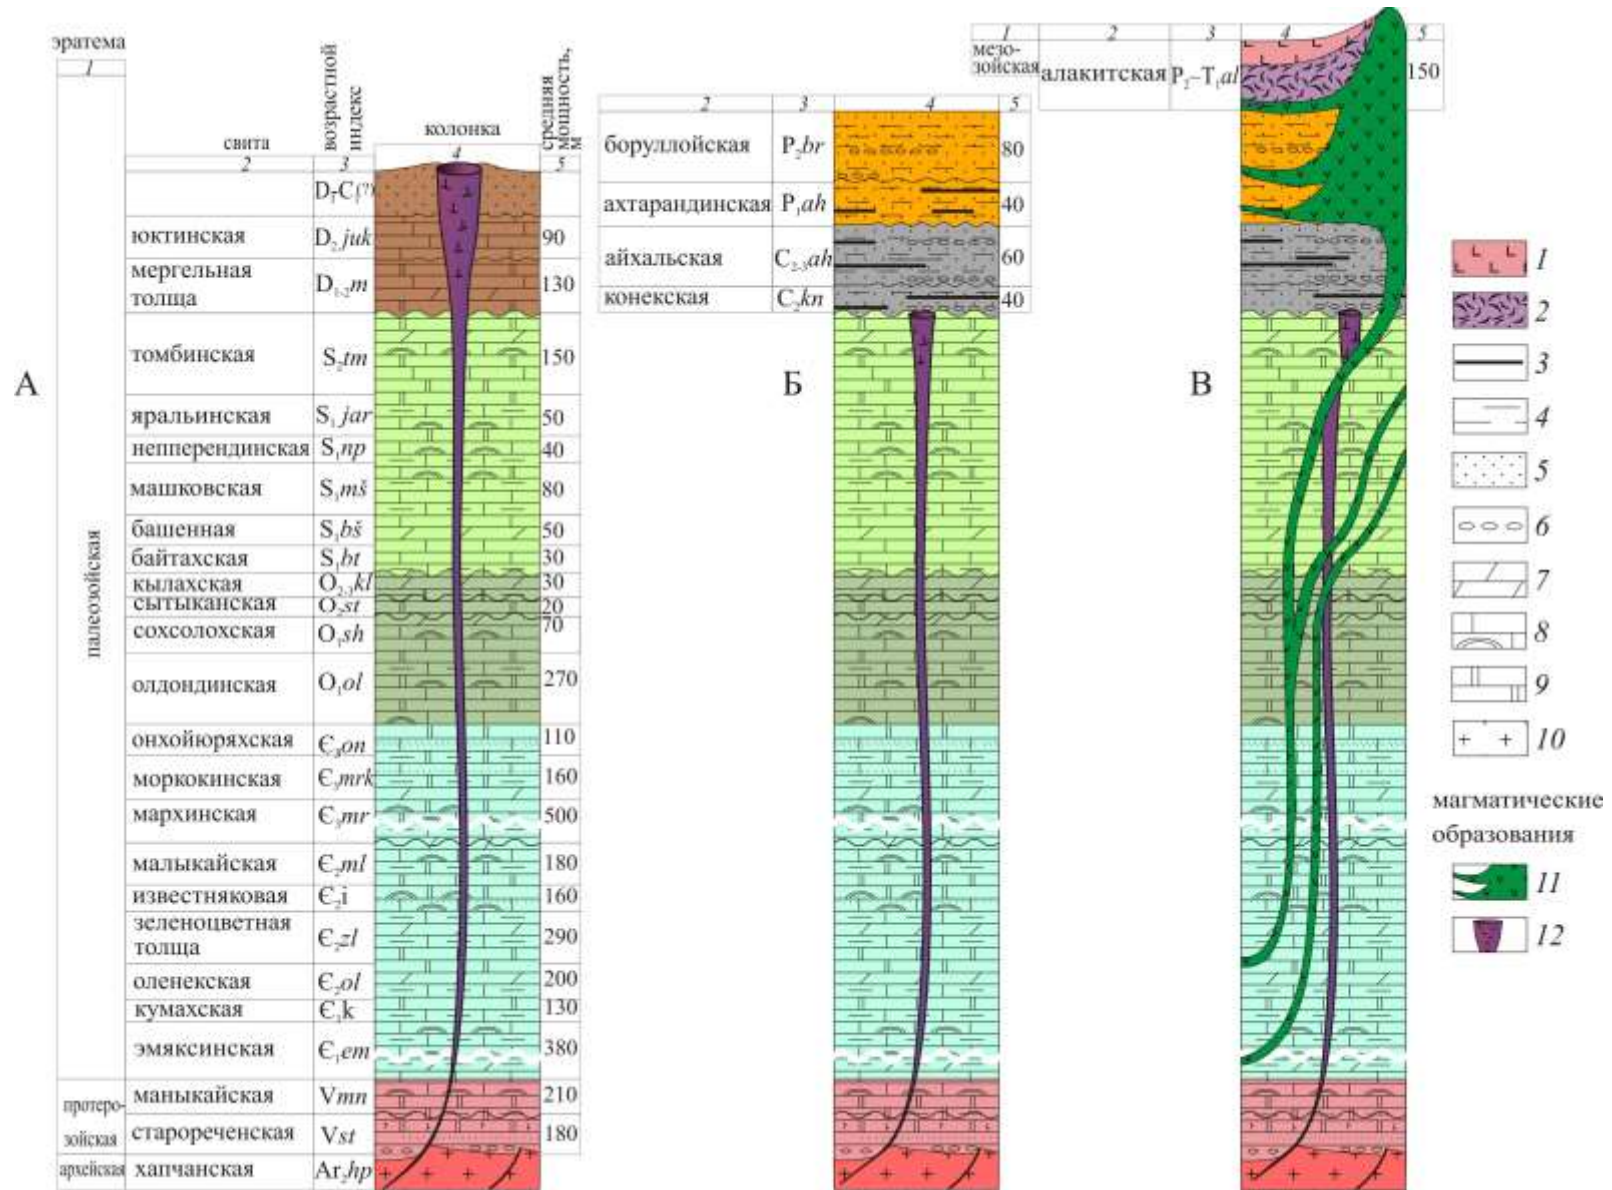 эратема
1
свита
2
возрастной
индекс
3
колонка
4
средняя
мощность,
м
5
А
палеозойская
D₃-C₁(?)
юктинская D₂juk 90
мергельная
толща D₁₋₂m 130
томбинская S₂tm 150
яральинская S₁jar 50
неппeрендинская S₁np 40
машковская S₁mš 80
башенная S₁bš 50
байтахская S₁bt 30
кылахская O₂₋₃kl 30
сытыканская O₂st 20
сохсолохская O₁sh 70
олдондинская O₁ol 270
онхойюряхская Є₃on 110
моркокинская Є₃mrk 160
мархинская Є₃mr 500
малыкайская Є₂ml 180
известняковая Є₂i 160
зеленоцветная
толща Є₂zl 290
оленекская Є₂ol 200
кумахская Є₁k 130
эмяксинская Є₁em 380
протеро-
зойская
маныкайская Vmn 210
старореченская Vst 180
архейская хапчанская Ar₂hp
Б
2 3 4 5
боруллойская P₂br 80
ахтарандинская P₁ah 40
айхальская C₂₋₃ah 60
конекская C₂kn 40
В
1 2 3 4 5
мезо-
зойская алакитская P₂–T₁al 150
1
2
3
4
5
6
7
8
9
10
магматические
образования
11
12